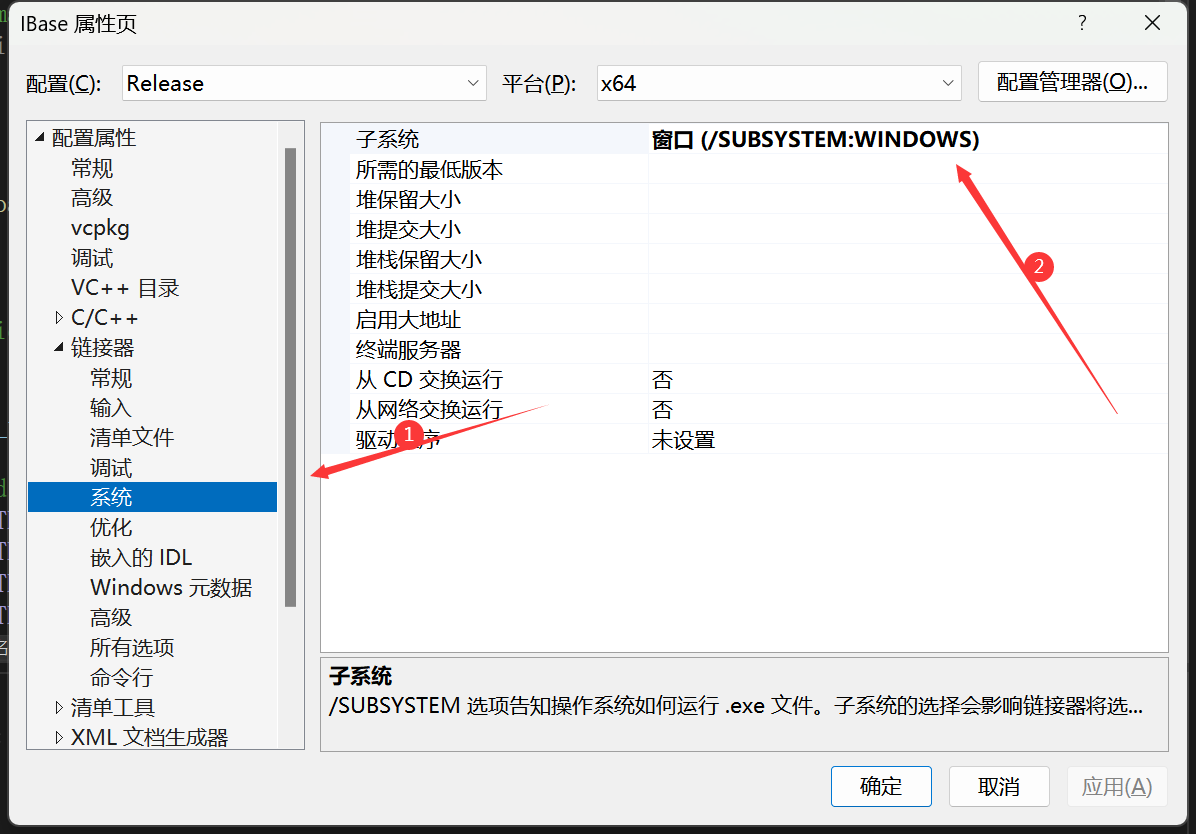 IBase 属性页
?
配置(C):
Release
平台(P):
x64
配置管理器(O)...
配置属性
常规
高级
vcpkg
调试
VC++ 目录
C/C++
链接器
常规
输入
清单文件
调试
系统
优化
嵌入的 IDL
Windows 元数据
高级
所有选项
命令行
清单工具
XML 文档生成器
子系统 窗口 (/SUBSYSTEM:WINDOWS)
所需的最低版本
堆保留大小
堆提交大小
堆栈保留大小
堆栈提交大小
启用大地址
终端服务器
从 CD 交换运行 否
从网络交换运行 否
驱动 序 未设置
1
2
子系统
/SUBSYSTEM 选项告知操作系统如何运行 .exe 文件。子系统的选择会影响链接器将选...
确定
取消
应用(A)